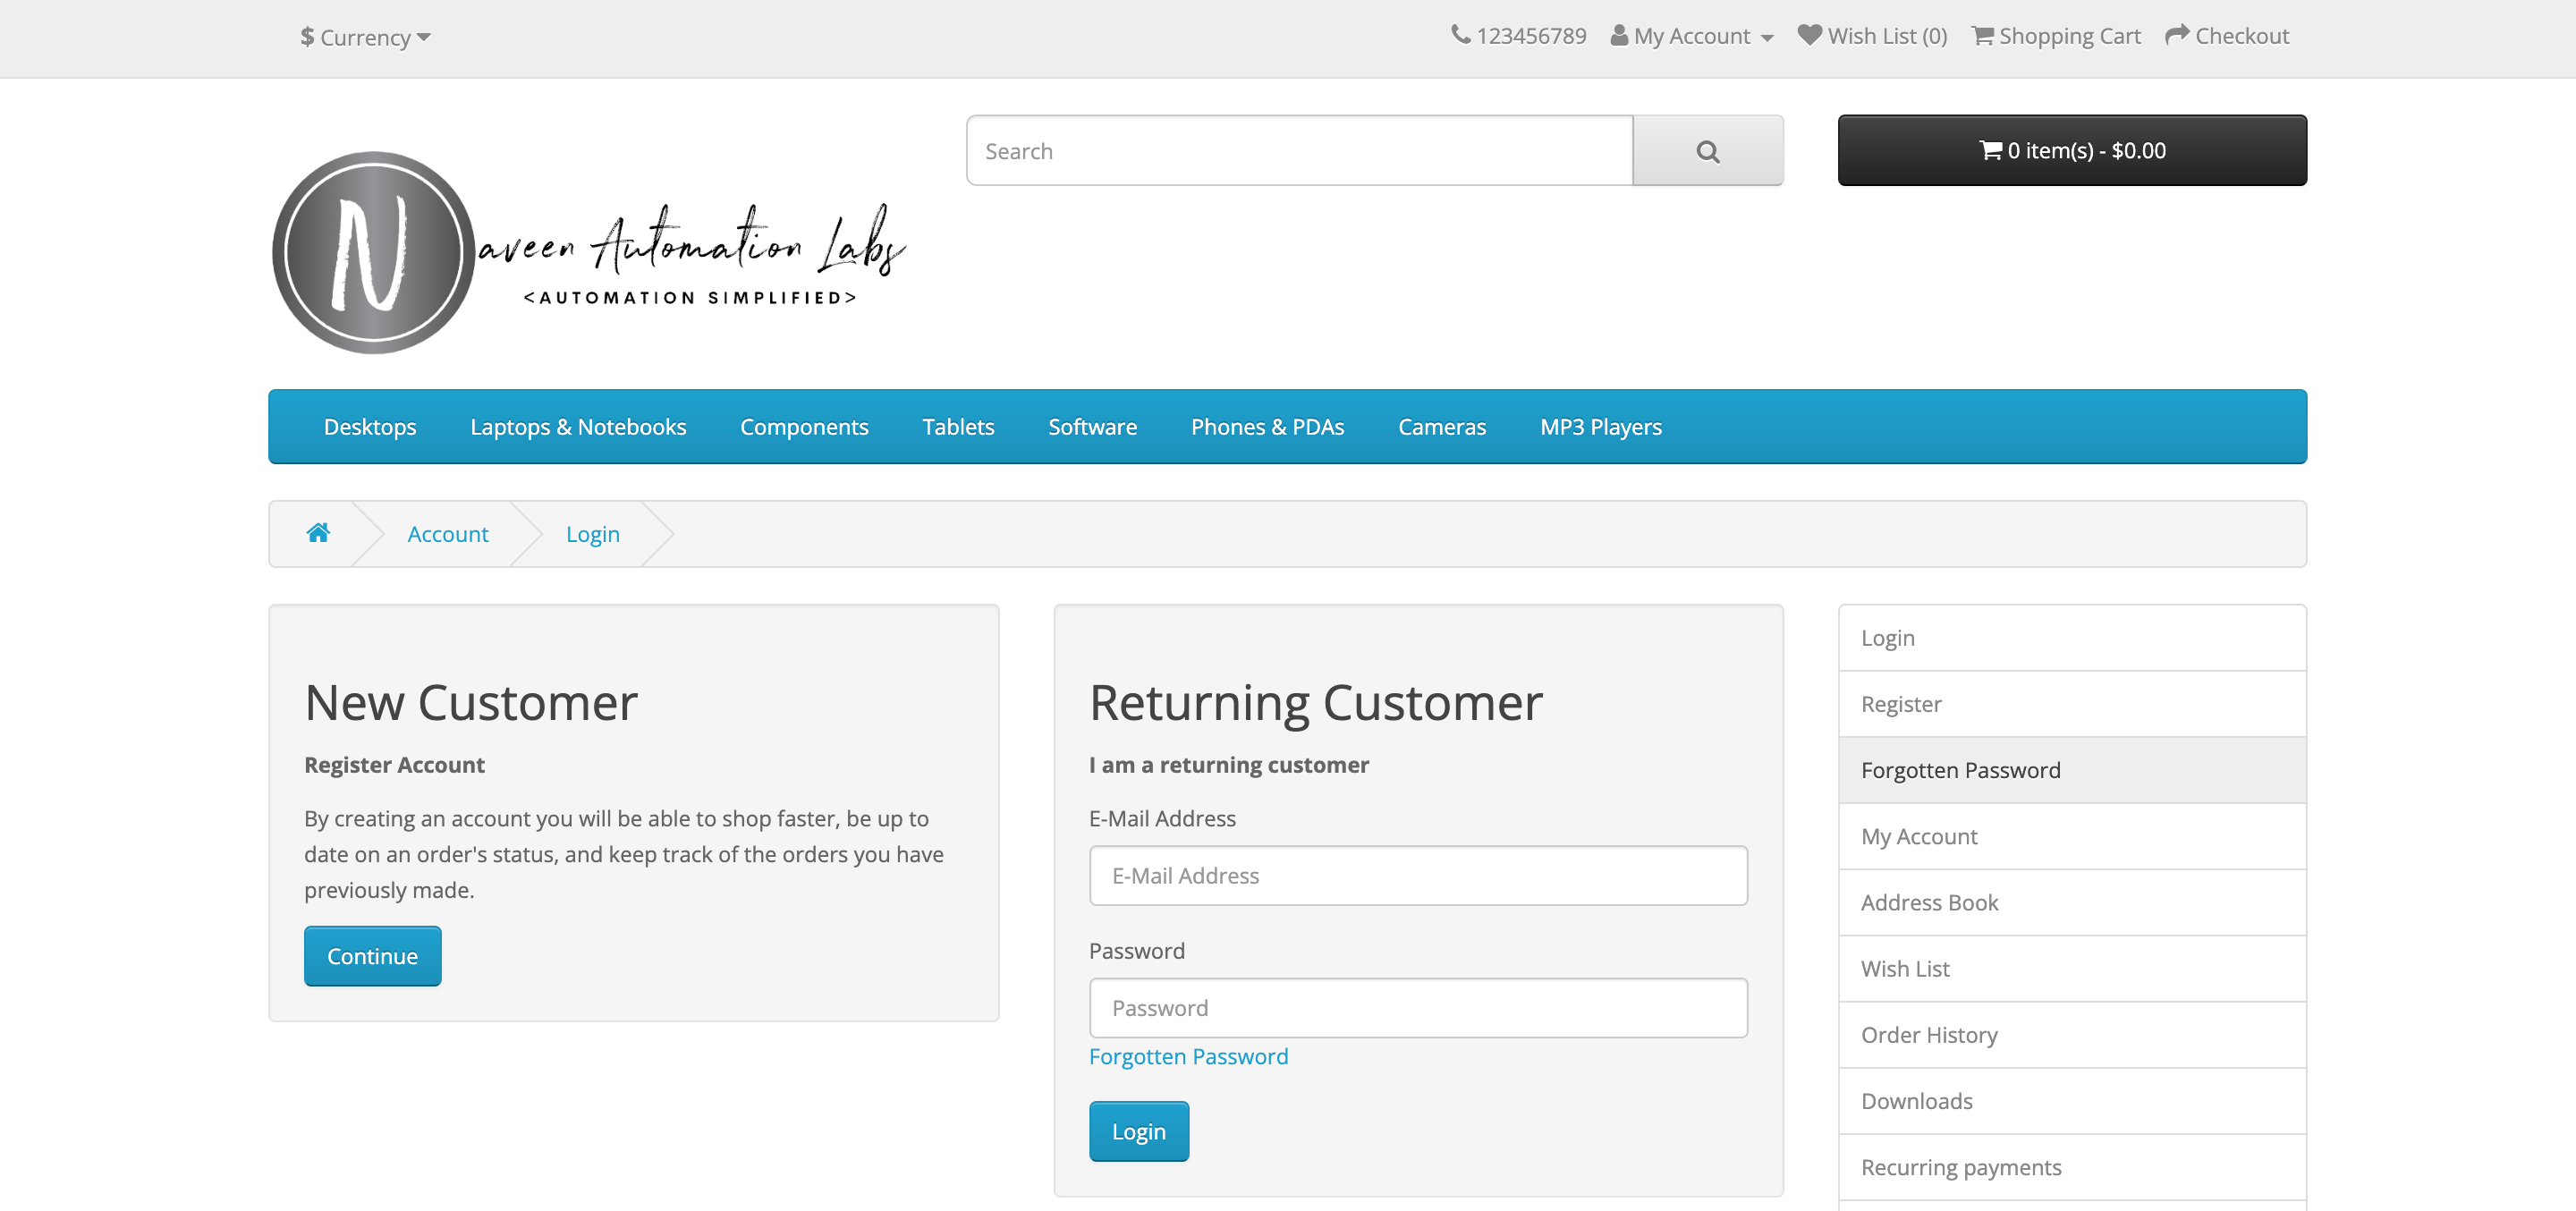 $ Currency
123456789 My Account Wish List (0) Shopping Cart Checkout
Search
0 item(s) - $0.00
Naveen Automation Labs
<AUTOMATION SIMPLIFIED>
Desktops Laptops & Notebooks Components Tablets Software Phones & PDAs Cameras MP3 Players
Account Login
New Customer
Register Account
By creating an account you will be able to shop faster, be up to
date on an order's status, and keep track of the orders you have
previously made.
Continue
Returning Customer
I am a returning customer
E-Mail Address
E-Mail Address
Password
Password
Forgotten Password
Login
Login
Register
Forgotten Password
My Account
Address Book
Wish List
Order History
Downloads
Recurring payments